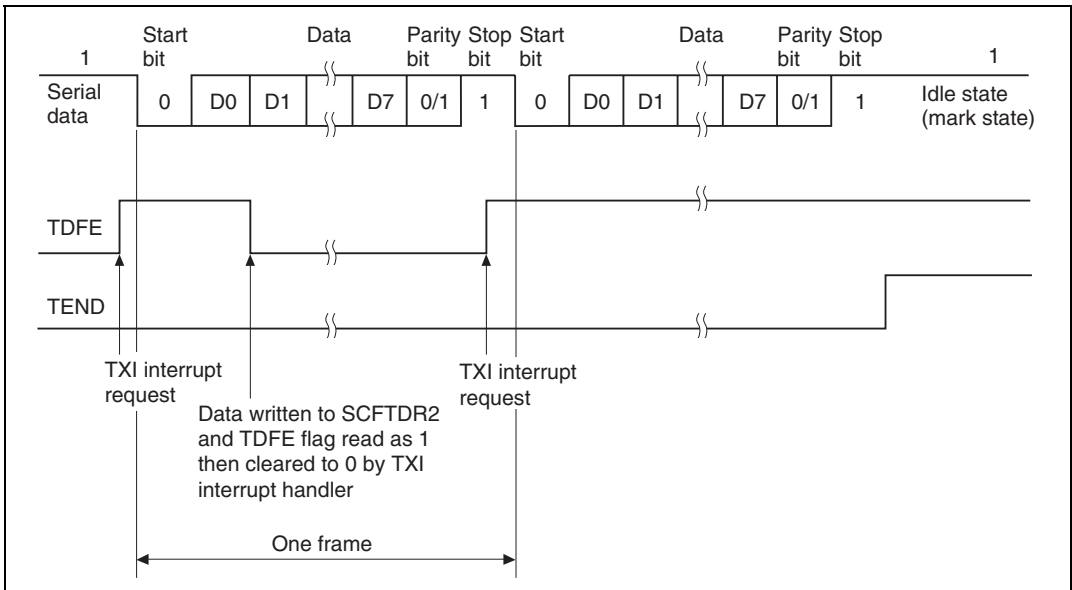 Start bit Data Parity bit Stop bit Start bit Data Parity bit Stop bit
1 1
Serial data 0 D0 D1 D7 0/1 1 0 D0 D1 D7 0/1 1 Idle state (mark state)
TDFE
TEND
TXI interrupt request
TXI interrupt request
Data written to SCFTDR2
and TDFE flag read as 1
then cleared to 0 by TXI
interrupt handler
One frame